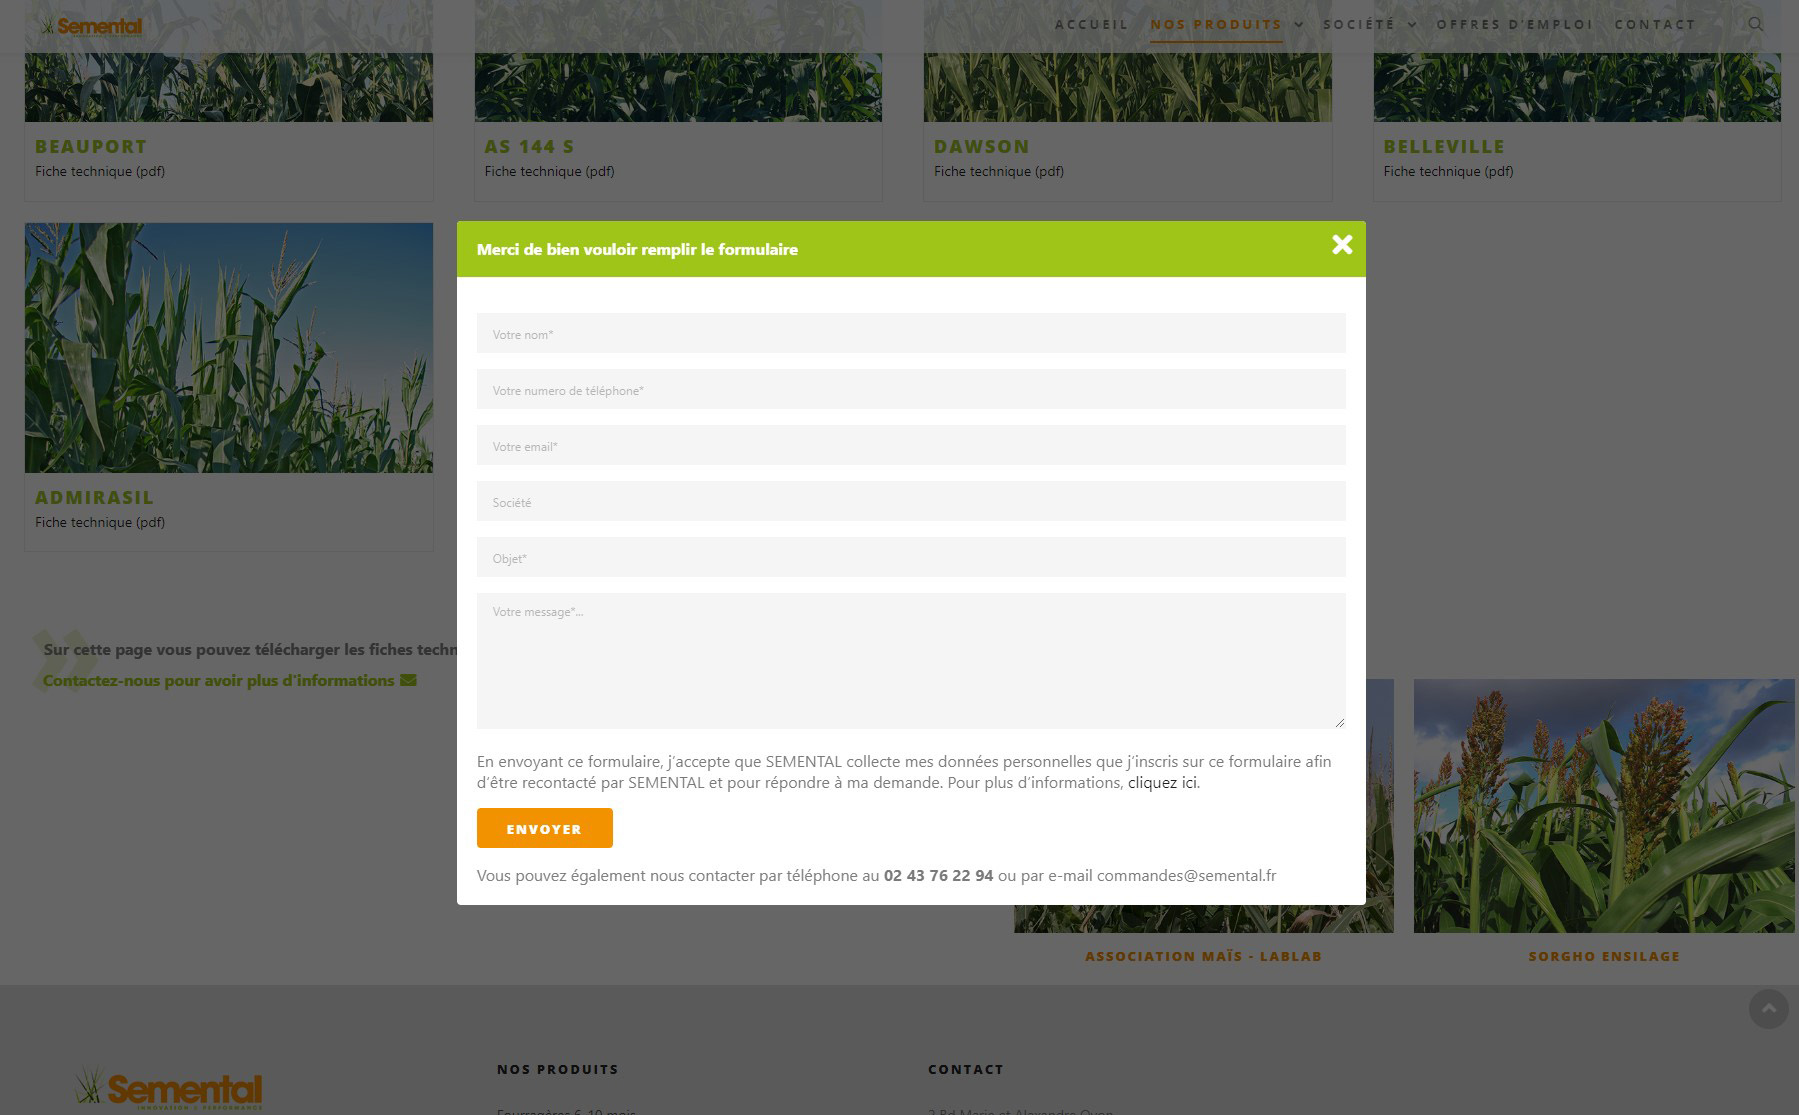 Semental
ACCUEIL NOS PRODUITS SOCIÉTÉ OFFRES D'EMPLOI CONTACT
BEAUPORT
Fiche technique (pdf)
AS 144 S
Fiche technique (pdf)
DAWSON
Fiche technique (pdf)
BELLEVILLE
Fiche technique (pdf)
ADMIRASIL
Fiche technique (pdf)
Merci de bien vouloir remplir le formulaire
Votre nom*
Votre numero de téléphone*
Votre email*
Société
Objet*
Votre message*...
En envoyant ce formulaire, j'accepte que SEMENTAL collecte mes données personnelles que j'inscris sur ce formulaire afin
d'être recontacté par SEMENTAL et pour répondre à ma demande. Pour plus d'informations, cliquez ici.
ENVOYER
Vous pouvez également nous contacter par téléphone au 02 43 76 22 94 ou par e-mail commandes@semental.fr
Sur cette page vous pouvez télécharger les fiches techn
Contactez-nous pour avoir plus d'informations
ASSOCIATION MAÏS - LABLAB
SORGHO ENSILAGE
Semental
INNOVATION & PERFORMANCE
NOS PRODUITS
Fourragères 6-10 mois
CONTACT
2 Bd Marie et Alexandre Oyon